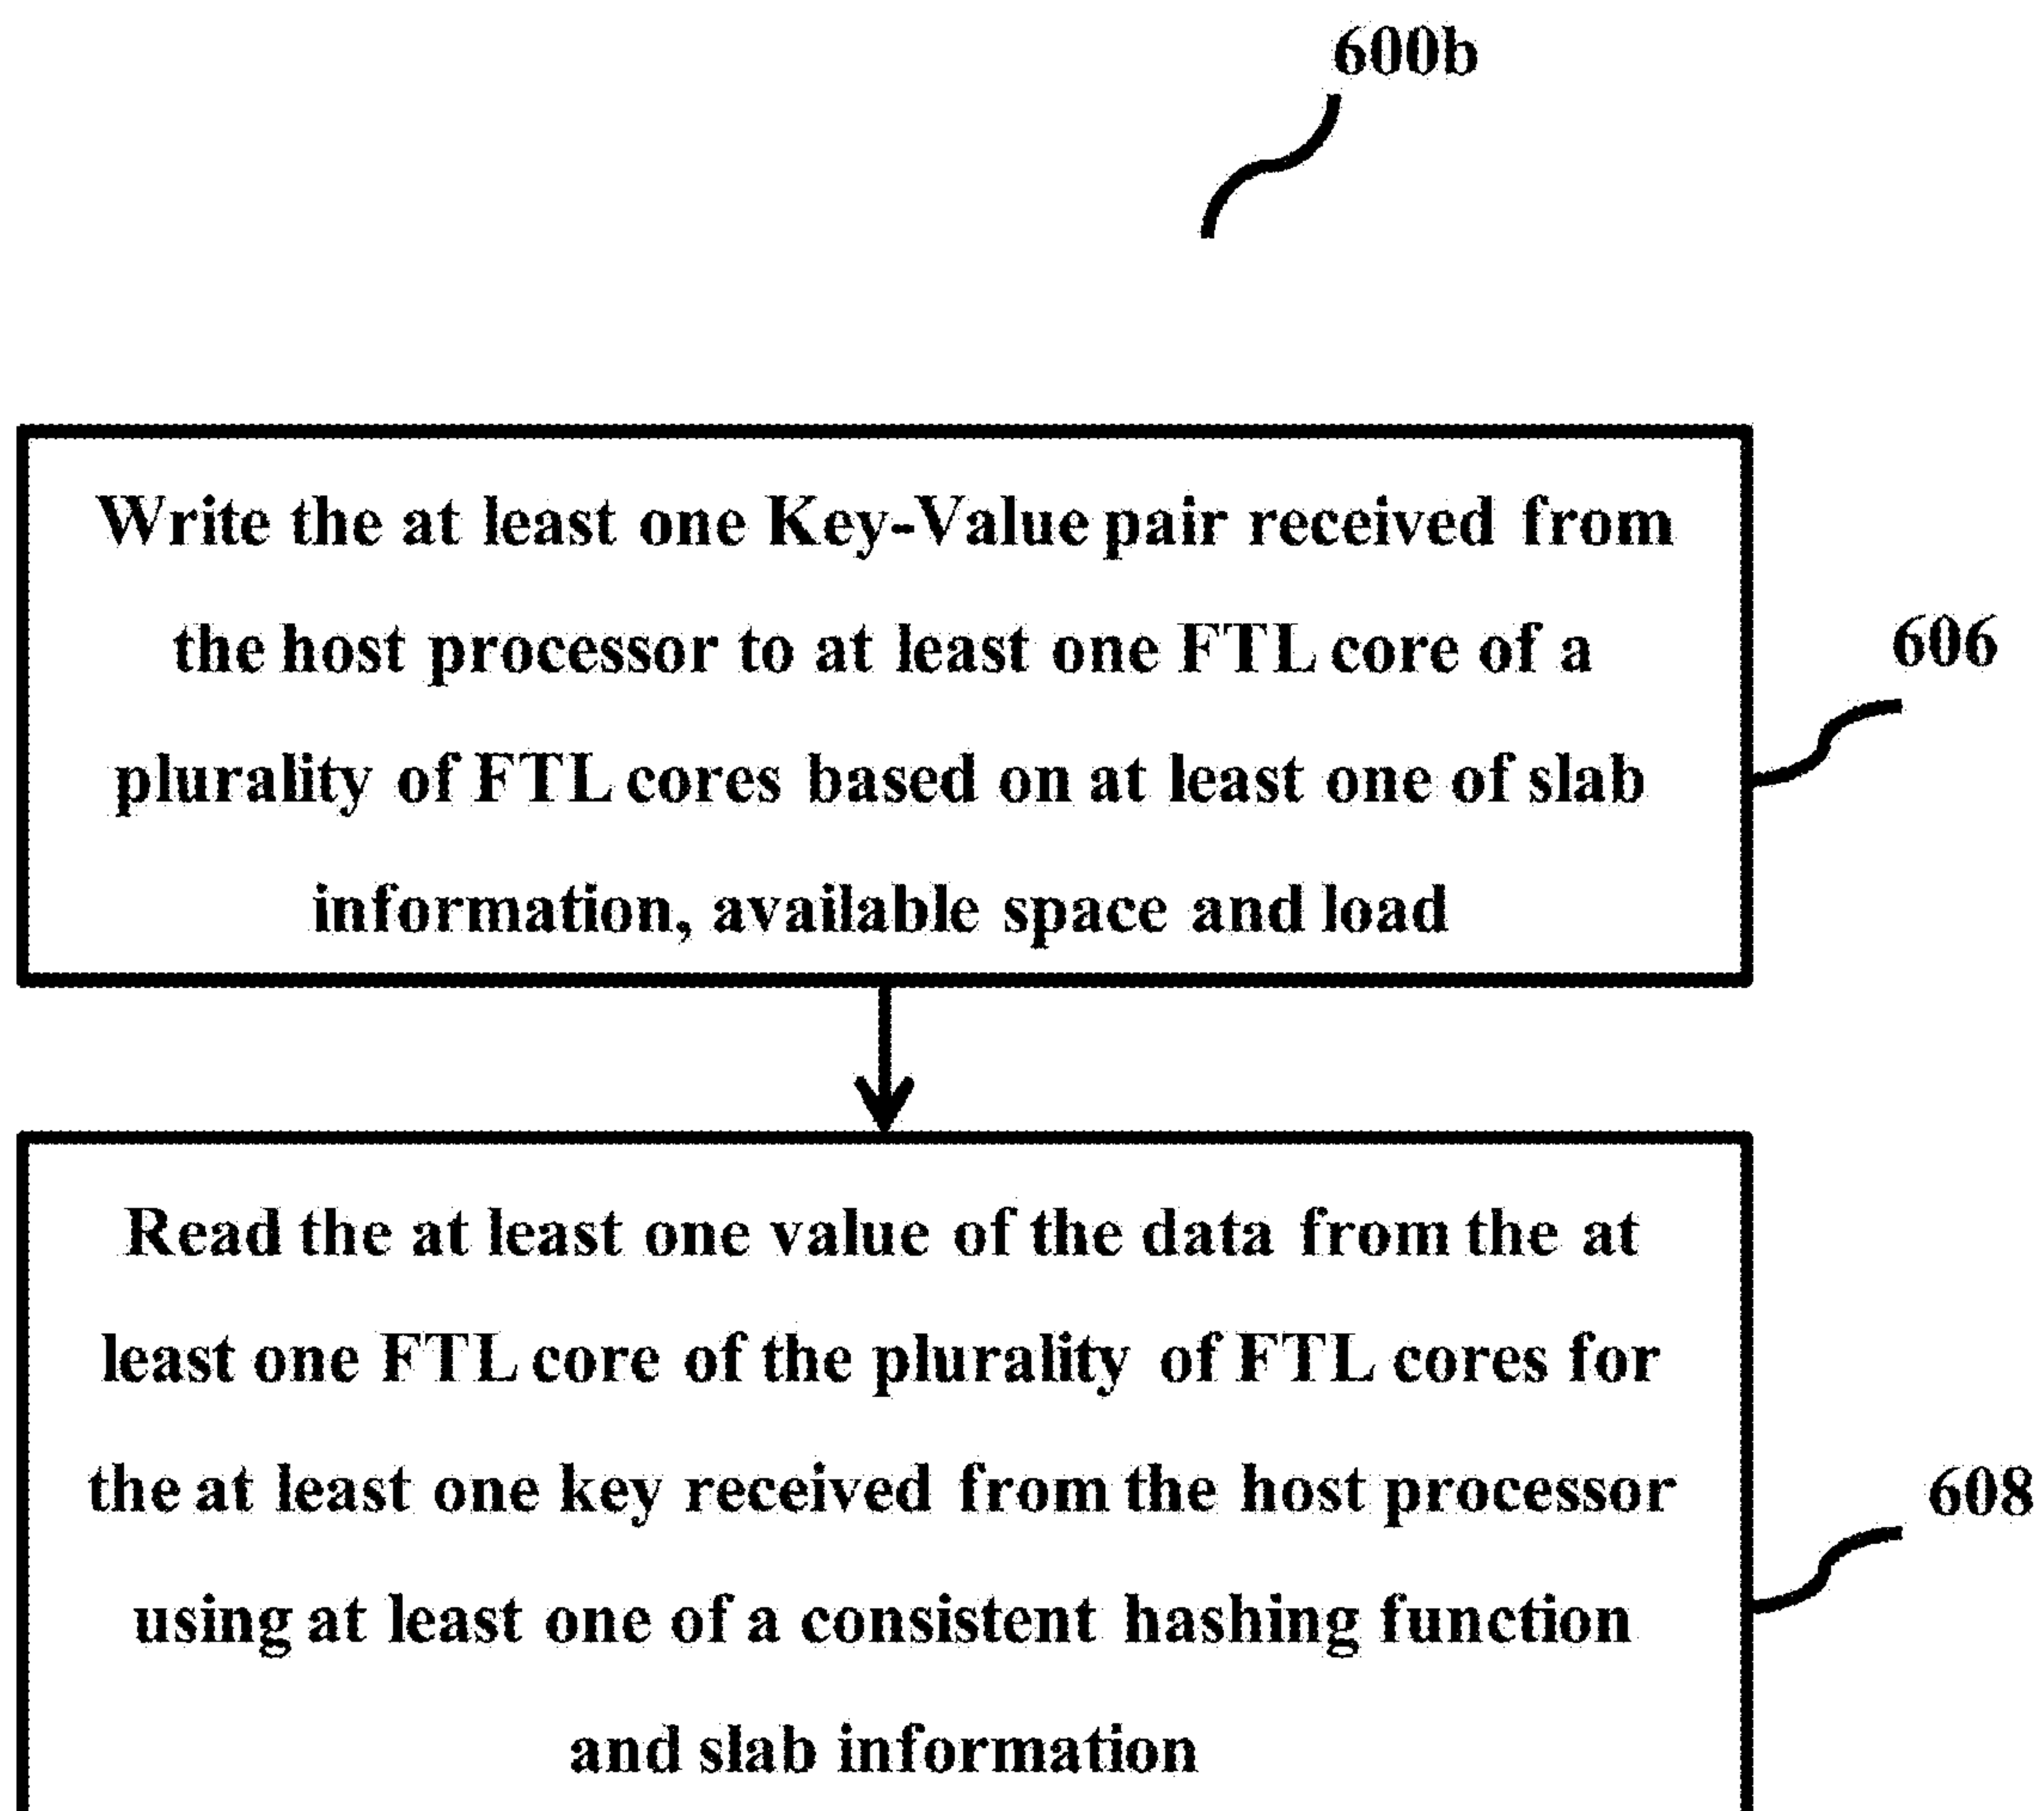 600b
Write the at least one Key-Value pair received from
the host processor to at least one FTL core of a
plurality of FTL cores based on at least one of slab
information, available space and load
606
Read the at least one value of the data from the at
least one FTL core of the plurality of FTL cores for
the at least one key received from the host processor
using at least one of a consistent hashing function
and slab information
608